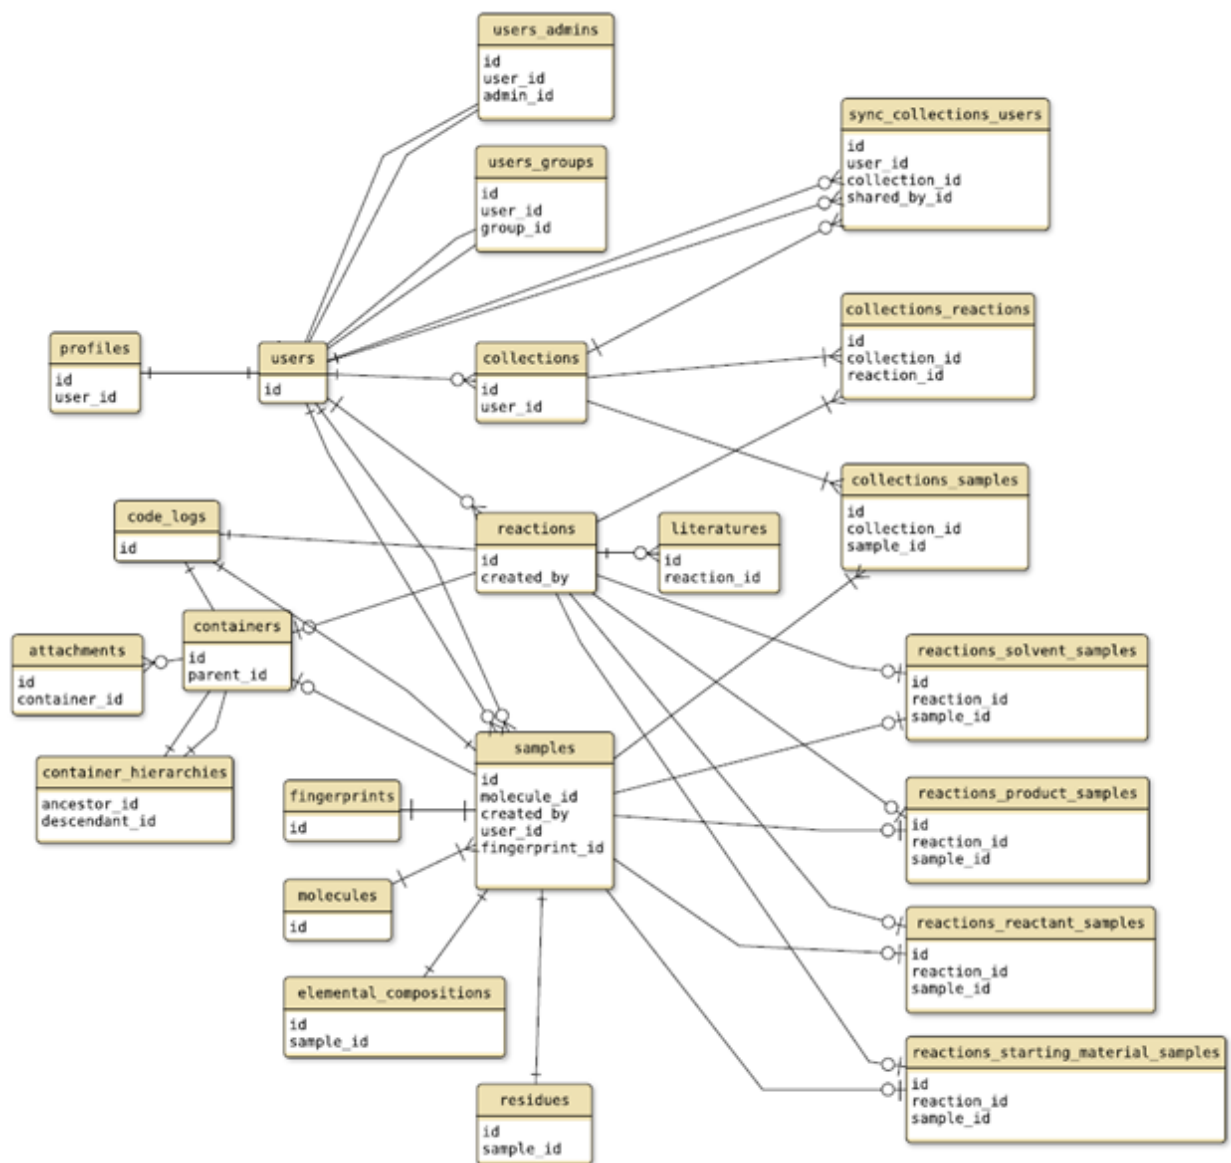 users_admins
id
user_id
admin_id
users_groups
id
user_id
group_id
sync_collections_users
id
user_id
collection_id
shared_by_id
profiles
id
user_id
users
id
collections
id
user_id
collections_reactions
id
collection_id
reaction_id
code_logs
id
reactions
id
created_by
literatures
id
reaction_id
collections_samples
id
collection_id
sample_id
attachments
id
container_id
containers
id
parent_id
reactions_solvent_samples
id
reaction_id
sample_id
container_hierarchies
ancestor_id
descendant_id
fingerprints
id
samples
id
molecule_id
created_by
user_id
fingerprint_id
reactions_product_samples
id
reaction_id
sample_id
molecules
id
reactions_reactant_samples
id
reaction_id
sample_id
elemental_compositions
id
sample_id
reactions_starting_material_samples
id
reaction_id
sample_id
residues
id
sample_id